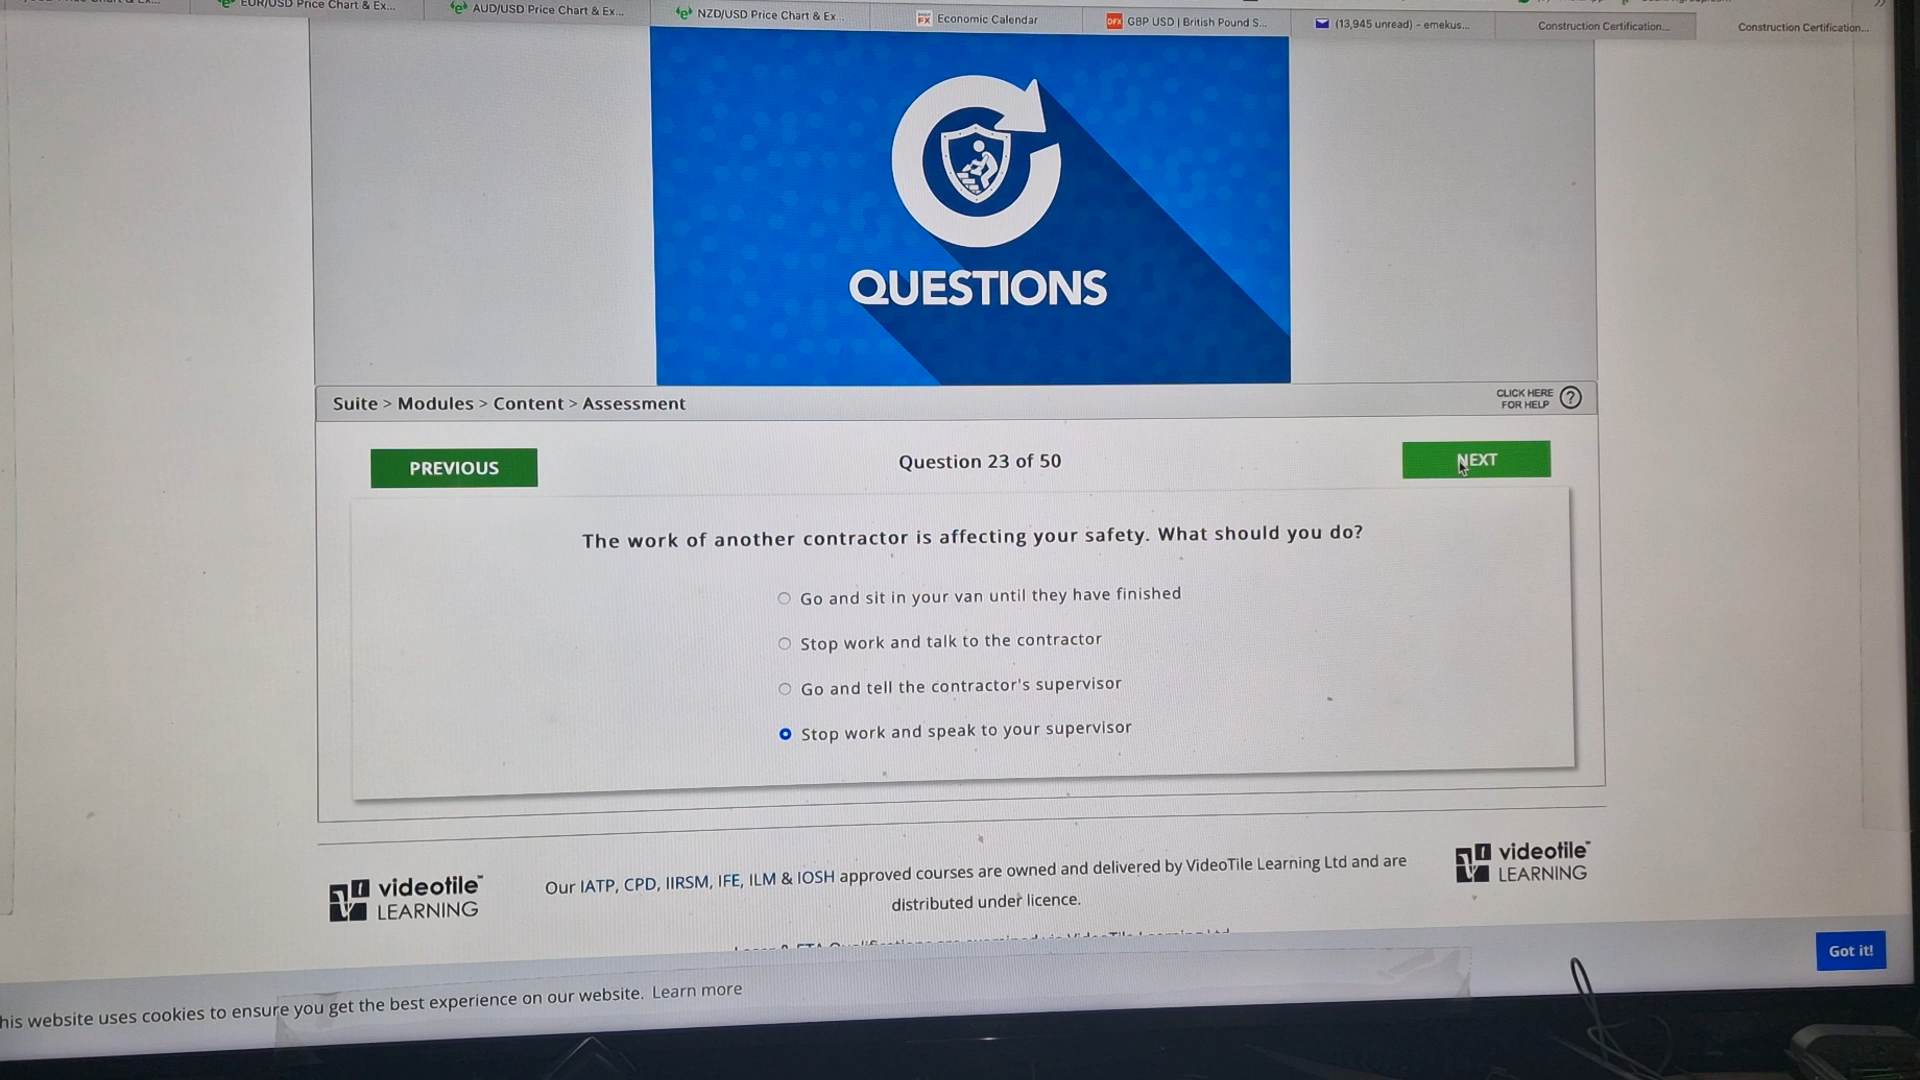 EUR/USD Price Chart & Ex...
AUD/USD Price Chart & Ex...
NZD/USD Price Chart & Ex...
Economic Calendar
GBP USD | British Pound S...
(13,945 unread) - emekus...
Construction Certification...
Construction Certification...
QUESTIONS
Suite > Modules > Content > Assessment
CLICK HERE
FOR HELP
PREVIOUS
Question 23 of 50
NEXT
The work of another contractor is affecting your safety. What should you do?
Go and sit in your van until they have finished
Stop work and talk to the contractor
Go and tell the contractor's supervisor
Stop work and speak to your supervisor
videotile™
LEARNING
Our IATP, CPD, IIRSM, IFE, ILM & IOSH approved courses are owned and delivered by VideoTile Learning Ltd and are
distributed under licence.
videotile™
LEARNING
Got it!
his website uses cookies to ensure you get the best experience on our website. Learn more